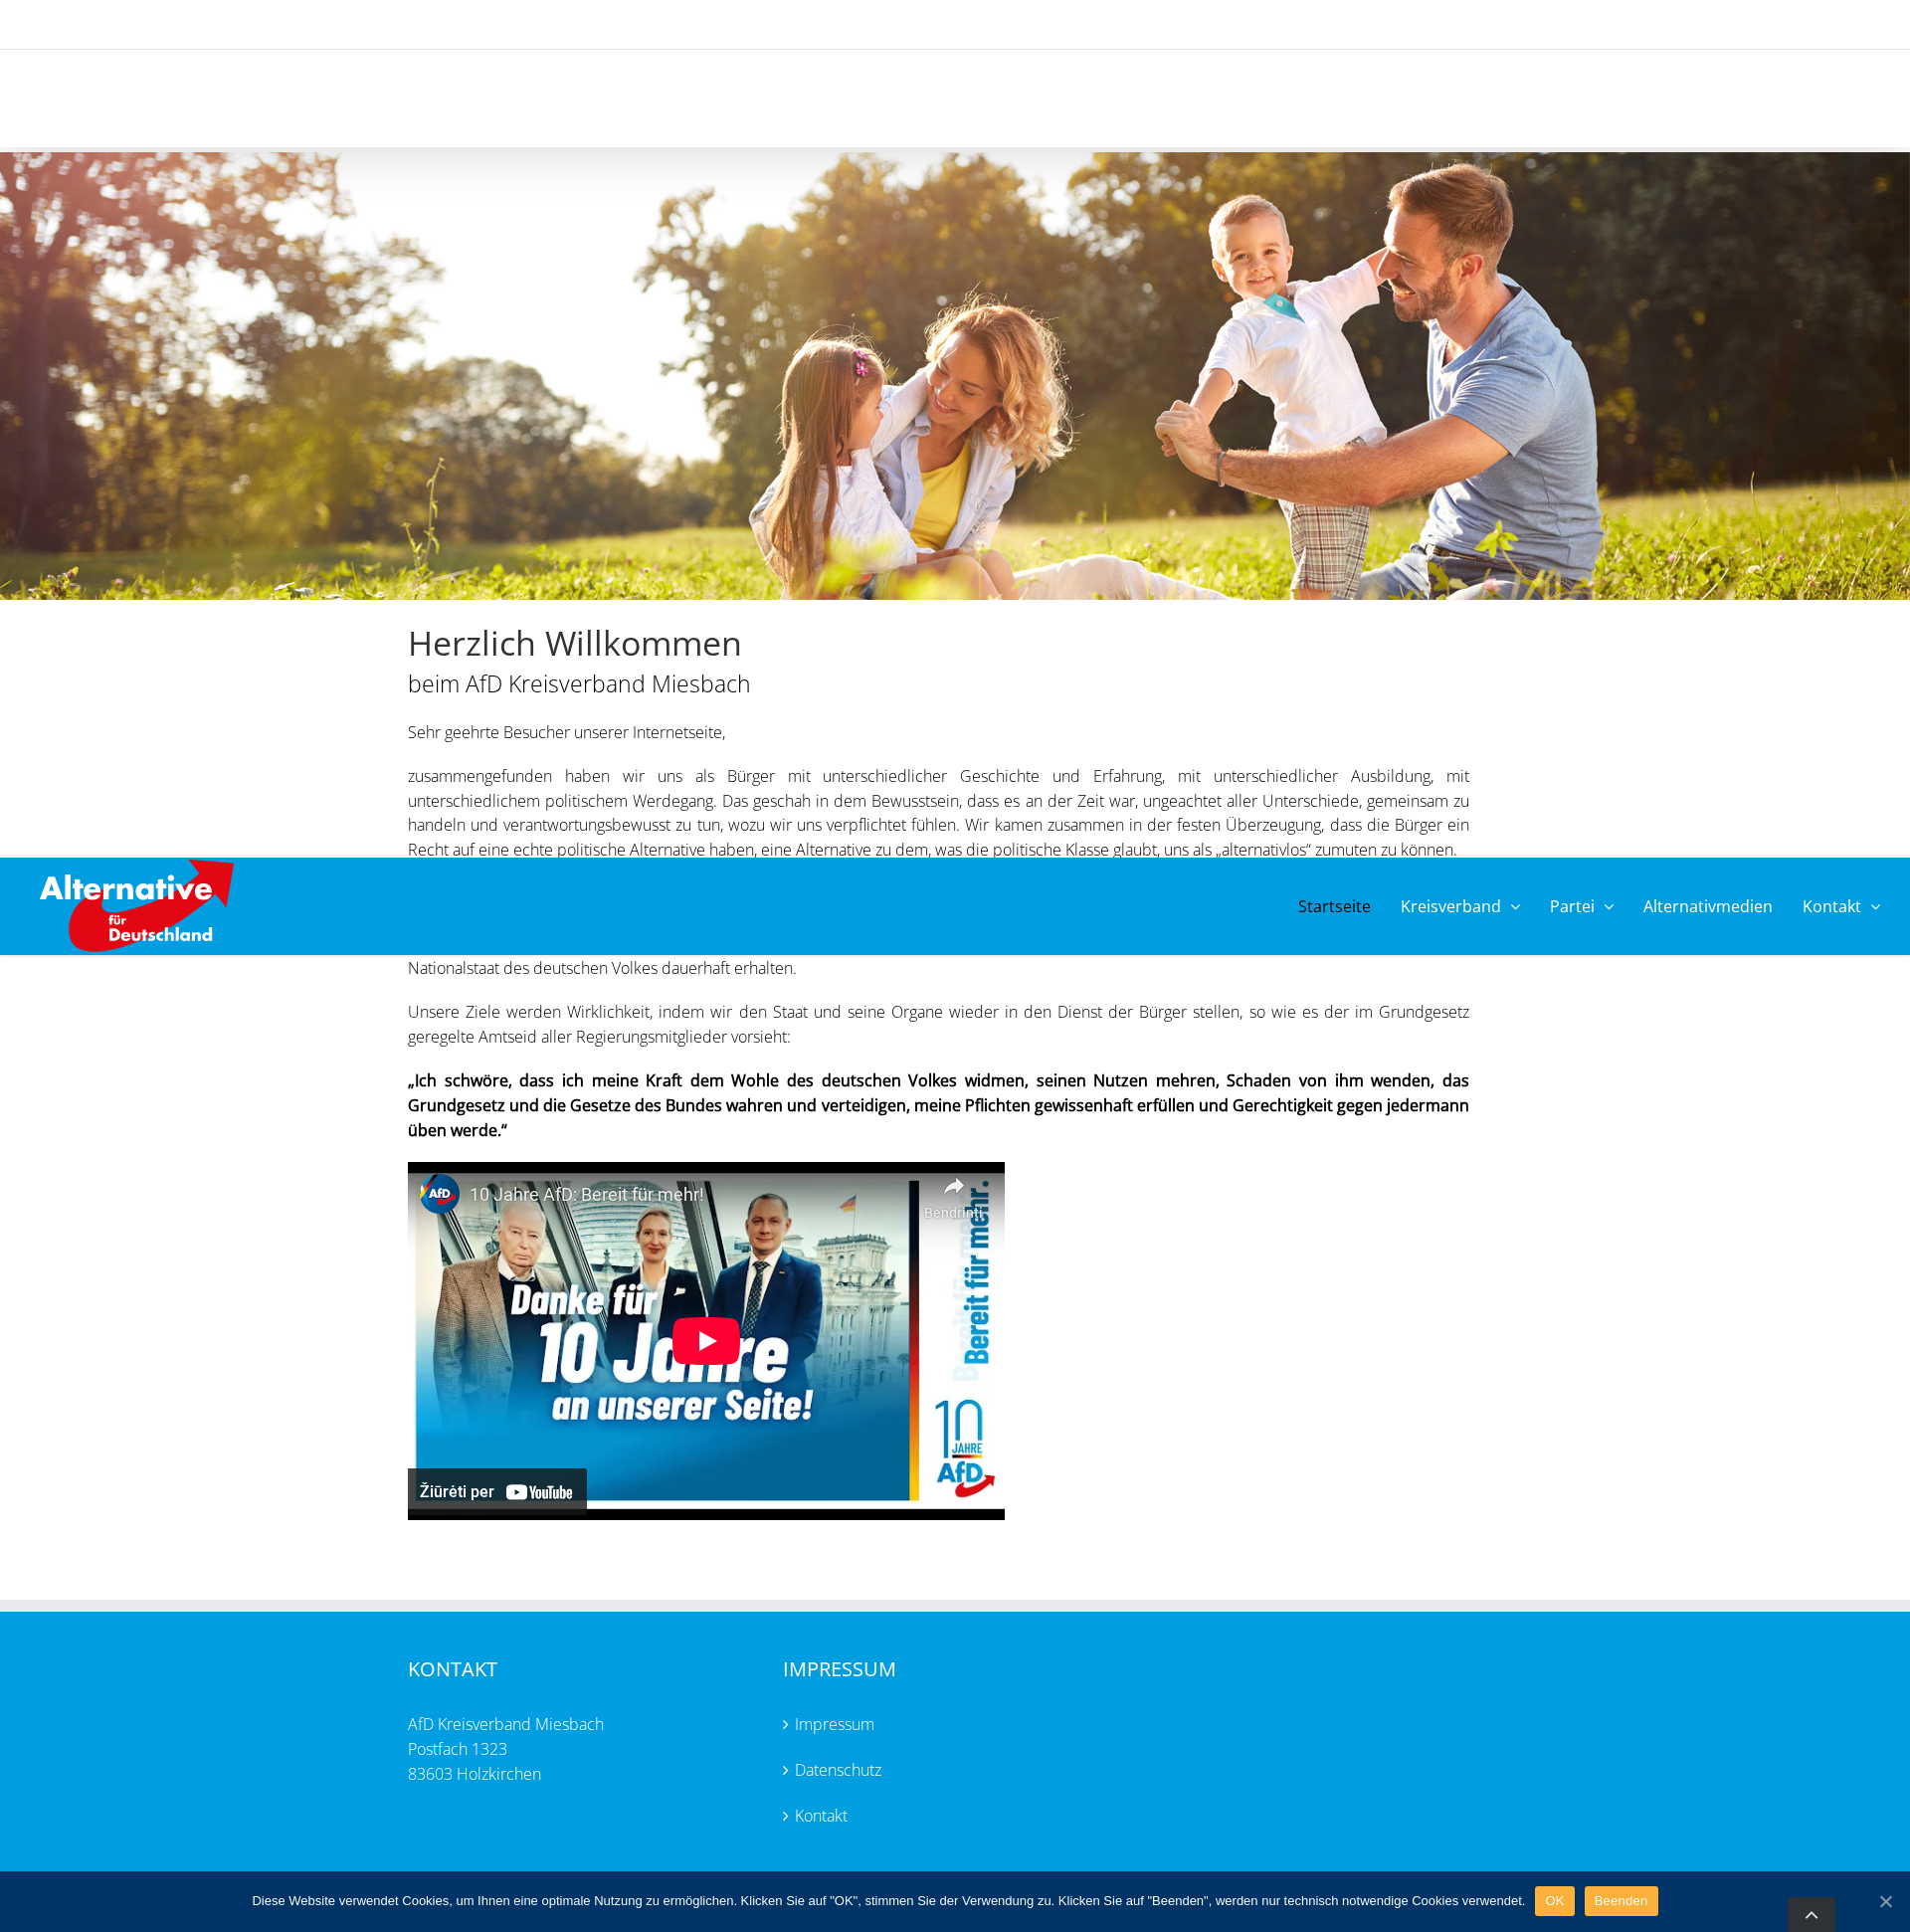 Herzlich Willkommen
beim AfD Kreisverband Miesbach
Sehr geehrte Besucher unserer Internetseite,
zusammengefunden haben wir uns als Bürger mit unterschiedlicher Geschichte und Erfahrung, mit unterschiedlicher Ausbildung, mit
unterschiedlichem politischem Werdegang. Das geschah in dem Bewusstsein, dass es an der Zeit war, ungeachtet aller Unterschiede, gemeinsam zu
handeln und verantwortungsbewusst zu tun, wozu wir uns verpflichtet fühlen. Wir kamen zusammen in der festen Überzeugung, dass die Bürger ein
Recht auf eine echte politische Alternative haben, eine Alternative zu dem, was die politische Klasse glaubt, uns als „alternativlos“ zumuten zu können.
Alternative
für
Deutschland
Startseite
Kreisverband
Partei
Alternativmedien
Kontakt
Nationalstaat des deutschen Volkes dauerhaft erhalten.
Unsere Ziele werden Wirklichkeit, indem wir den Staat und seine Organe wieder in den Dienst der Bürger stellen, so wie es der im Grundgesetz
geregelte Amtseid aller Regierungsmitglieder vorsieht:
„Ich schwöre, dass ich meine Kraft dem Wohle des deutschen Volkes widmen, seinen Nutzen mehren, Schaden von ihm wenden, das
Grundgesetz und die Gesetze des Bundes wahren und verteidigen, meine Pflichten gewissenhaft erfüllen und Gerechtigkeit gegen jedermann
üben werde.“
AfD
10 Jahre AfD: Bereit für mehr!
Bendrinti
Bereit für mehr.
Danke für
10 Jahre
an unserer Seite!
10
JAHRE
AfD
Žiūrėti per YouTube
KONTAKT
AfD Kreisverband Miesbach
Postfach 1323
83603 Holzkirchen
IMPRESSUM
Impressum
Datenschutz
Kontakt
Diese Website verwendet Cookies, um Ihnen eine optimale Nutzung zu ermöglichen. Klicken Sie auf "OK", stimmen Sie der Verwendung zu. Klicken Sie auf "Beenden", werden nur technisch notwendige Cookies verwendet.
OK
Beenden